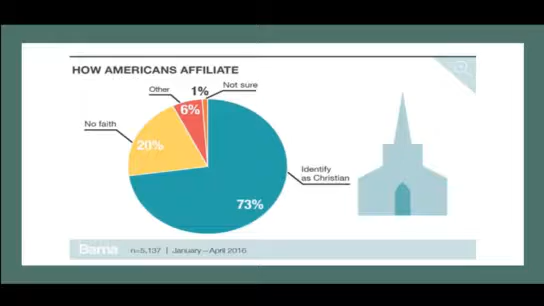 HOW AMERICANS AFFILIATE
1%
Not sure
Other
6%
No faith
20%
Identify
as Christian
73%
Barna n=5,137 | January–April 2016